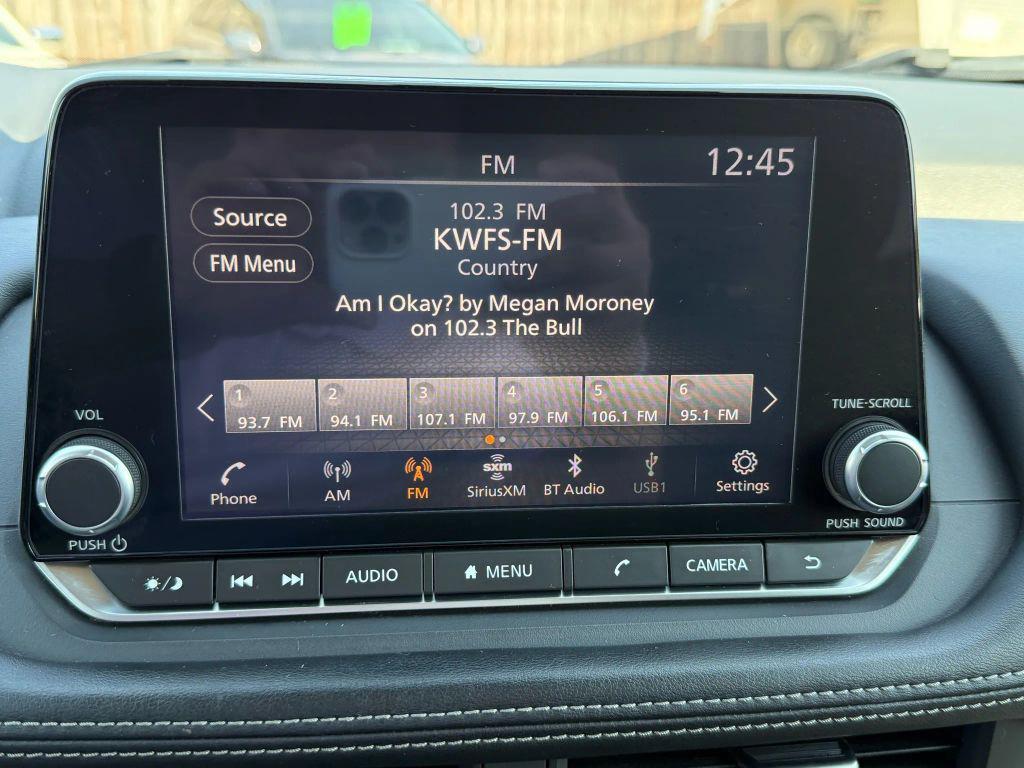 FM
12:45
Source
102.3 FM
KWFS-FM
FM Menu
Country
Am I Okay? by Megan Moroney
on 102.3 The Bull
1
2
3
4
5
6
93.7 FM
94.1 FM
107.1 FM
97.9 FM
106.1 FM
95.1 FM
VOL
TUNE·SCROLL
Phone
AM
FM
sxm
SiriusXM
BT Audio
USB1
Settings
PUSH
PUSH SOUND
AUDIO
MENU
CAMERA